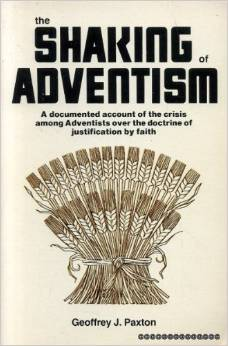 the
SHAKING
of
ADVENTISM
A documented account of the crisis
among Adventists over the doctrine of
justification by faith
Geoffrey J. Paxton